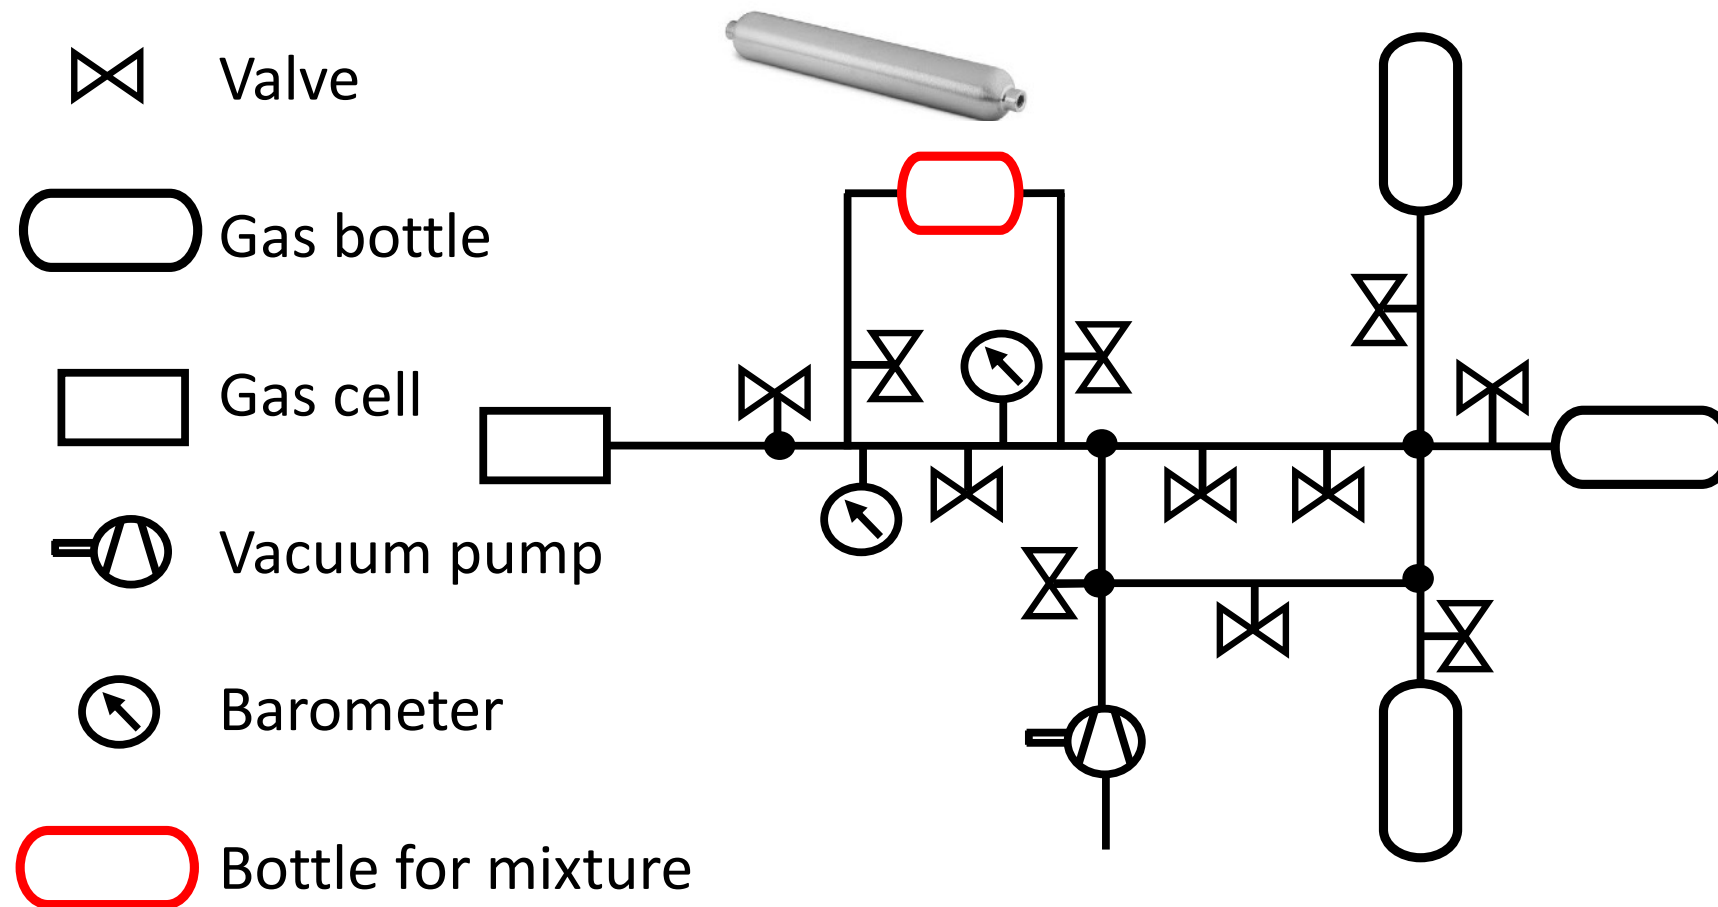 Valve
Gas bottle
Gas cell
Vacuum pump
Barometer
Bottle for mixture